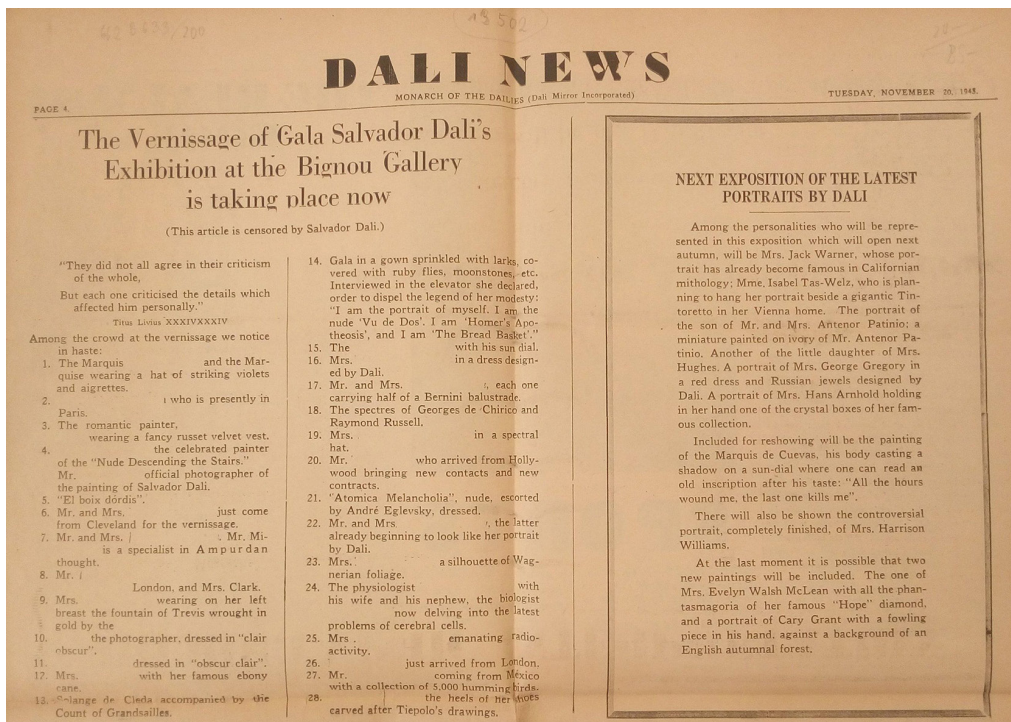 13502
DALI NEWS
MONARCH OF THE DAILIES (Dali Mirror Incorporated)
PAGE 4.
TUESDAY, NOVEMBER 20, 1945.
The Vernissage of Gala Salvador Dali's
Exhibition at the Bignou Gallery
is taking place now
(This article is censored by Salvador Dali.)
"They did not all agree in their criticism
of the whole,
But each one criticised the details which
affected him personally."
Titus Livius XXXIVXXXIV
Among the crowd at the vernissage we notice
in haste:
1. The Marquis and the Mar-
quise wearing a hat of striking violets
and aigrettes.
2. who is presently in
Paris.
3. The romantic painter,
wearing a fancy russet velvet vest.
4. the celebrated painter
of the "Nude Descending the Stairs."
Mr. official photographer of
the painting of Salvador Dali.
5. "El boix dórdis".
6. Mr. and Mrs. just come
from Cleveland for the vernissage.
7. Mr. and Mrs. Mr. Mi-
is a specialist in Ampurdan
thought.
8. Mr.
London, and Mrs. Clark.
9. Mrs. wearing on her left
breast the fountain of Trevis wrought in
gold by the
10. the photographer, dressed in "clair
obscur".
11. dressed in "obscur clair".
12. Mrs. with her famous ebony
cane.
13. Solange de Cleda accompanied by the
Count of Grandsailles.
14. Gala in a gown sprinkled with larks, co-
vered with ruby flies, moonstones, etc.
Interviewed in the elevator she declared,
order to dispel the legend of her modesty:
"I am the portrait of myself. I am the
nude 'Vu de Dos'. I am 'Homer's Apo-
theosis', and I am 'The Bread Basket'."
15. The with his sun dial.
16. Mrs. in a dress design-
ed by Dali.
17. Mr. and Mrs. , each one
carrying half of a Bernini balustrade.
18. The spectres of Georges de Chirico and
Raymond Russell.
19. Mrs. in a spectral
hat.
20. Mr. who arrived from Holly-
wood bringing new contacts and new
contracts.
21. "Atomica Melancholia", nude, escorted
by André Eglevsky, dressed.
22. Mr. and Mrs. , the latter
already beginning to look like her portrait
by Dali.
23. Mrs. a silhouette of Wag-
nerian foliage.
24. The physiologist with
his wife and his nephew, the biologist
now delving into the latest
problems of cerebral cells.
25. Mrs . emanating radio-
activity.
26. just arrived from London.
27. Mr. coming from Mexico
with a collection of 5,000 humming birds.
28. the heels of her shoes
carved after Tiepolo's drawings.
NEXT EXPOSITION OF THE LATEST
PORTRAITS BY DALI
Among the personalities who will be repre-
sented in this exposition which will open next
autumn, will be Mrs. Jack Warner, whose por-
trait has already become famous in Californian
mithology; Mme. Isabel Tas-Welz, who is plan-
ning to hang her portrait beside a gigantic Tin-
toretto in her Vienna home. The portrait of
the son of Mr. and Mrs. Antenor Patinio; a
miniature painted on ivory of Mr. Antenor Pa-
tinio. Another of the little daughter of Mrs.
Hughes. A portrait of Mrs. George Gregory in
a red dress and Russian jewels designed by
Dali. A portrait of Mrs. Hans Arnhold holding
in her hand one of the crystal boxes of her fam-
ous collection.
Included for reshowing will be the painting
of the Marquis de Cuevas, his body casting a
shadow on a sun-dial where one can read an
old inscription after his taste: "All the hours
wound me, the last one kills me".
There will also be shown the controversial
portrait, completely finished, of Mrs. Harrison
Williams.
At the last moment it is possible that two
new paintings will be included. The one of
Mrs. Evelyn Walsh McLean with all the phan-
tasmagoria of her famous "Hope" diamond,
and a portrait of Cary Grant with a fowling
piece in his hand, against a background of an
English autumnal forest.